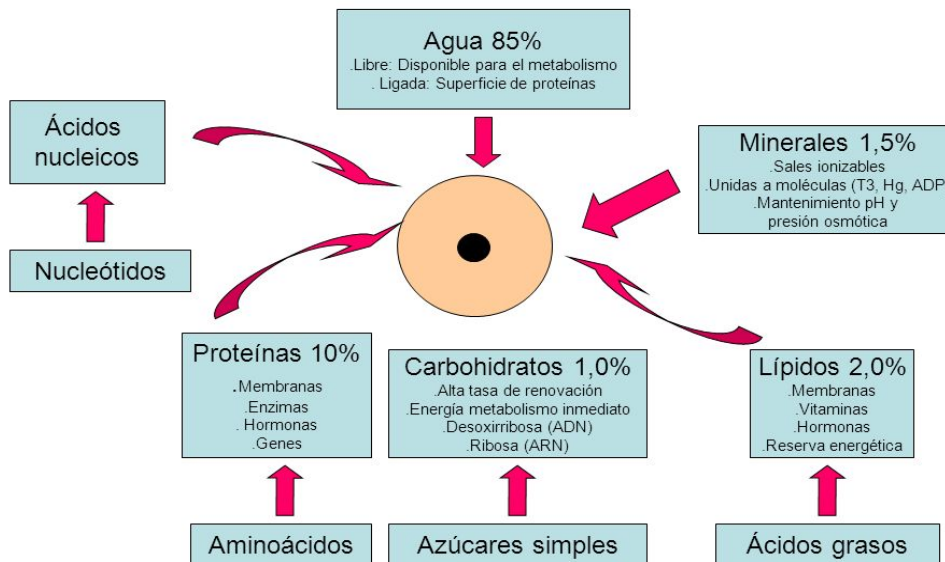 Agua 85%
.Libre: Disponible para el metabolismo
. Ligada: Superficie de proteínas
Ácidos
nucleicos
Nucleótidos
Minerales 1,5%
.Sales ionizables
.Unidas a moléculas (T3, Hg, ADP
.Mantenimiento pH y
presión osmótica
Proteínas 10%
.Membranas
.Enzimas
. Hormonas
.Genes
Carbohidratos 1,0%
.Alta tasa de renovación
.Energía metabolismo inmediato
.Desoxirribosa (ADN)
.Ribosa (ARN)
Lípidos 2,0%
.Membranas
.Vitaminas
.Hormonas
.Reserva energética
Aminoácidos
Azúcares simples
Ácidos grasos